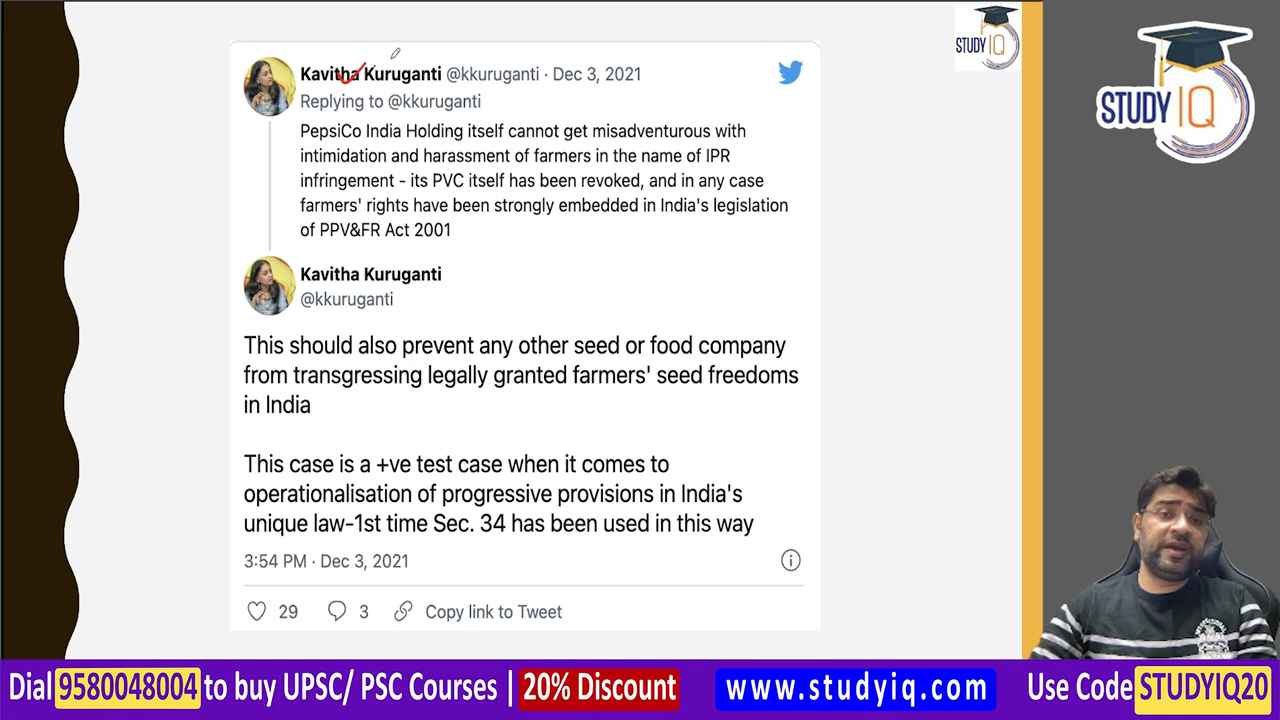 STUDY IQ
STUDY IQ
Kavitha Kuruganti @kkuruganti · Dec 3, 2021
Replying to @kkuruganti
PepsiCo India Holding itself cannot get misadventurous with
intimidation and harassment of farmers in the name of IPR
infringement - its PVC itself has been revoked, and in any case
farmers' rights have been strongly embedded in India's legislation
of PPV&FR Act 2001
Kavitha Kuruganti
@kkuruganti
This should also prevent any other seed or food company
from transgressing legally granted farmers' seed freedoms
in India
This case is a +ve test case when it comes to
operationalisation of progressive provisions in India's
unique law-1st time Sec. 34 has been used in this way
3:54 PM · Dec 3, 2021
29 3 Copy link to Tweet
Dial 9580048004 to buy UPSC/ PSC Courses | 20% Discount www.studyiq.com Use Code STUDYIQ20